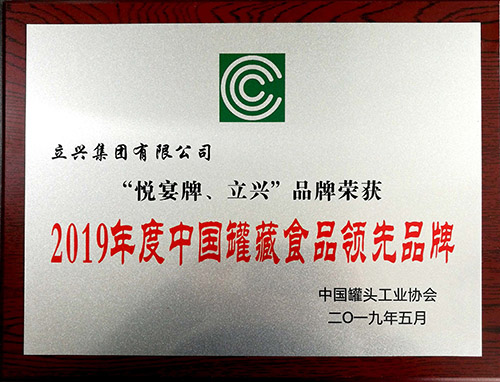 立兴集团有限公司
“悦宴牌、立兴”品牌荣获
2019年度中国罐藏食品领先品牌
中国罐头工业协会
二〇一九年五月